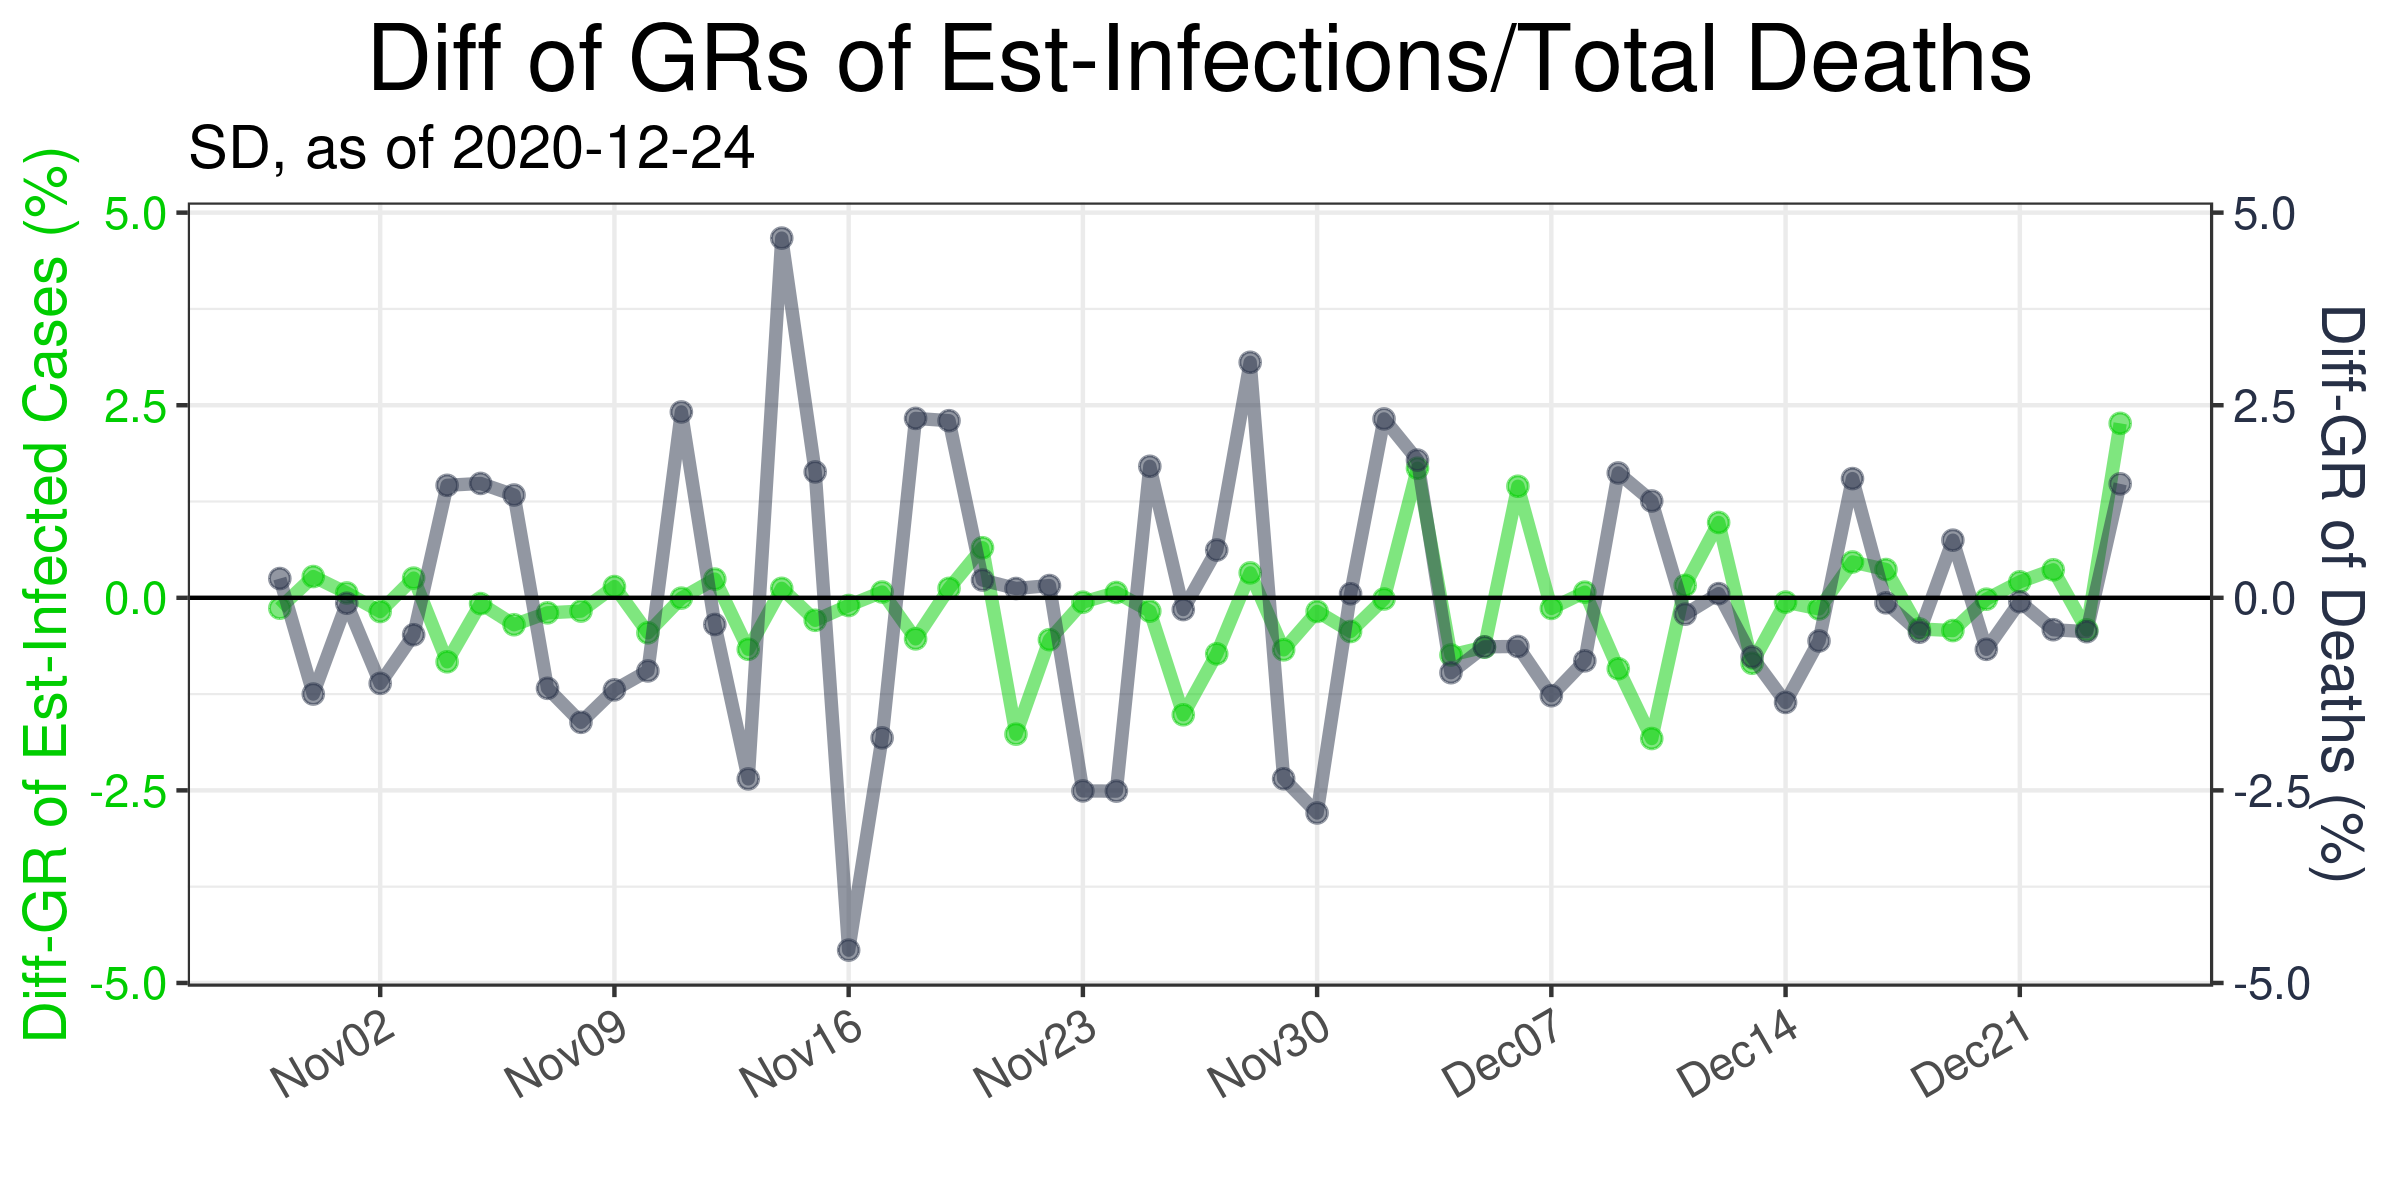 Diff of GRs of Est-Infections/Total Deaths
SD, as of 2020-12-24
Diff-GR of Est-Infected Cases (%)
5.0
2.5
0.0
-2.5
-5.0
5.0
2.5
0.0
-2.5
-5.0
Diff-GR of Deaths (%)
Nov02
Nov09
Nov16
Nov23
Nov30
Dec07
Dec14
Dec21